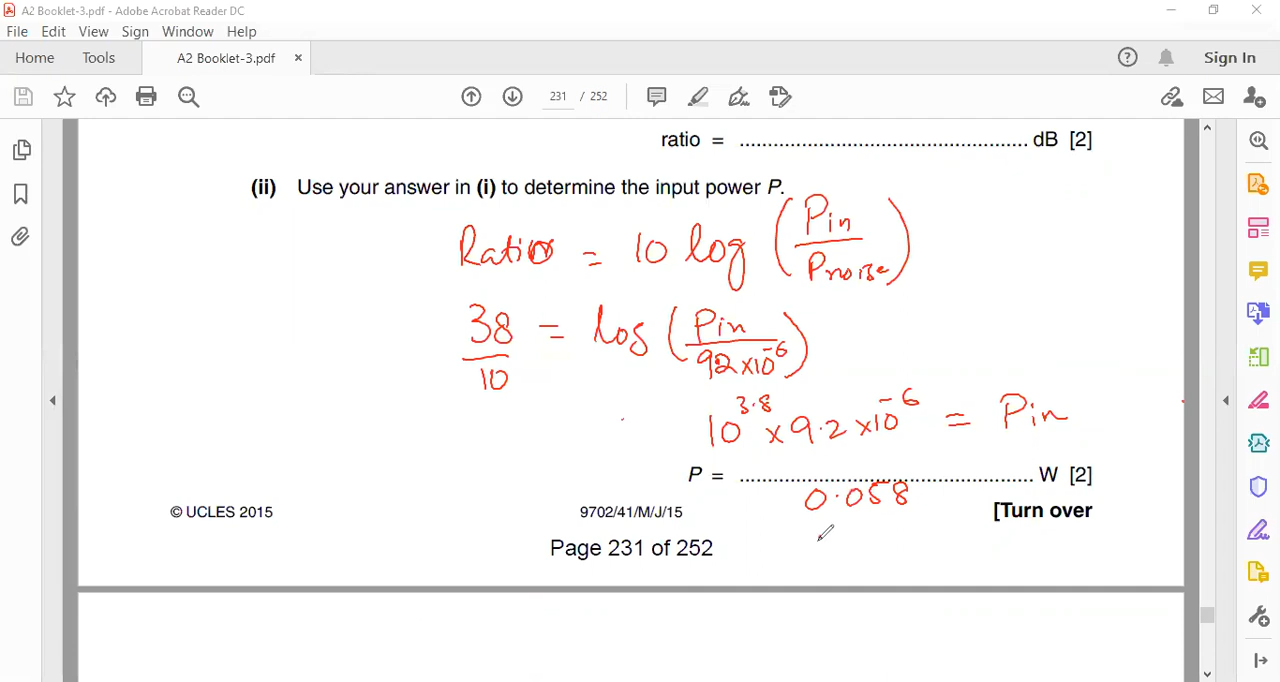 A2 Booklet-3.pdf - Adobe Acrobat Reader DC
File Edit View Sign Window Help
Home Tools A2 Booklet-3.pdf × Sign In
231 / 252
ratio = .................................................... dB [2]
(ii) Use your answer in (i) to determine the input power P.
Ratio = 10 log (Pin / Pnoise)
38 / 10 = log (Pin / 92 × 10^-6)
10^3.8 × 9.2 × 10^-6 = Pin
P = .................................................... W [2]
0.058
© UCLES 2015 9702/41/M/J/15 [Turn over
Page 231 of 252